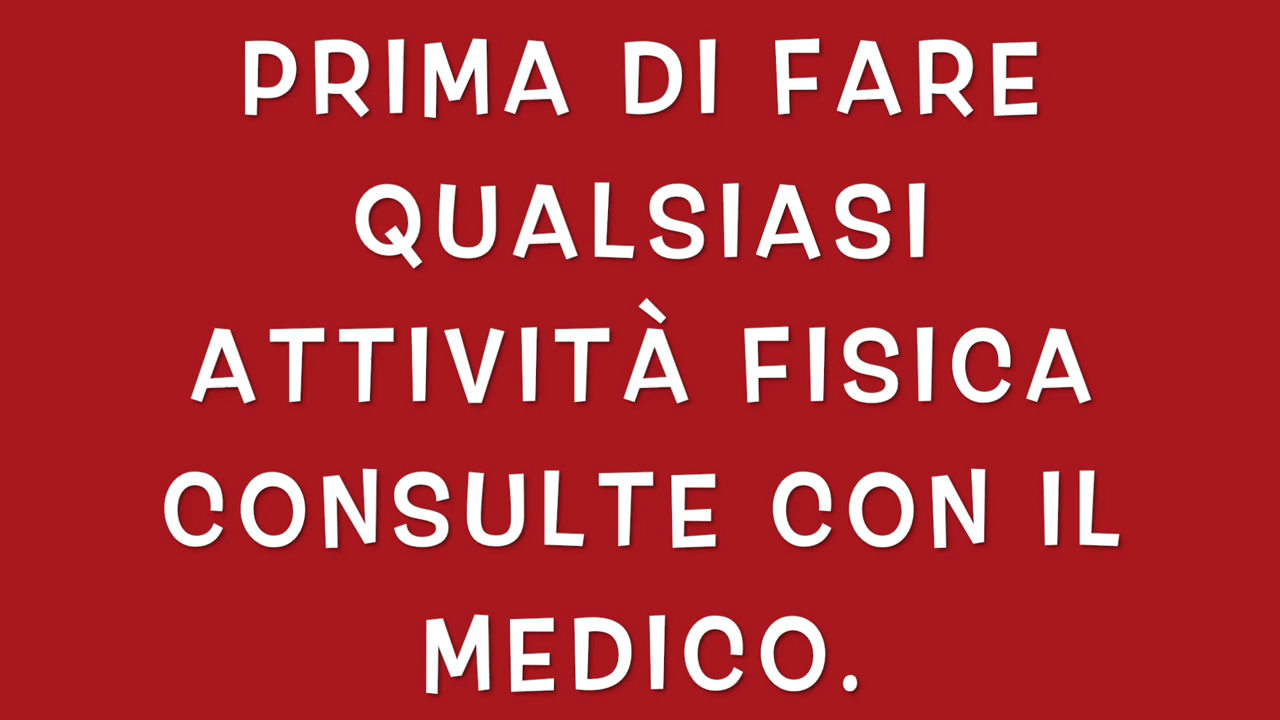 PRIMA DI FARE
QUALSIASI
ATTIVITÀ FISICA
CONSULTE CON IL
MEDICO.